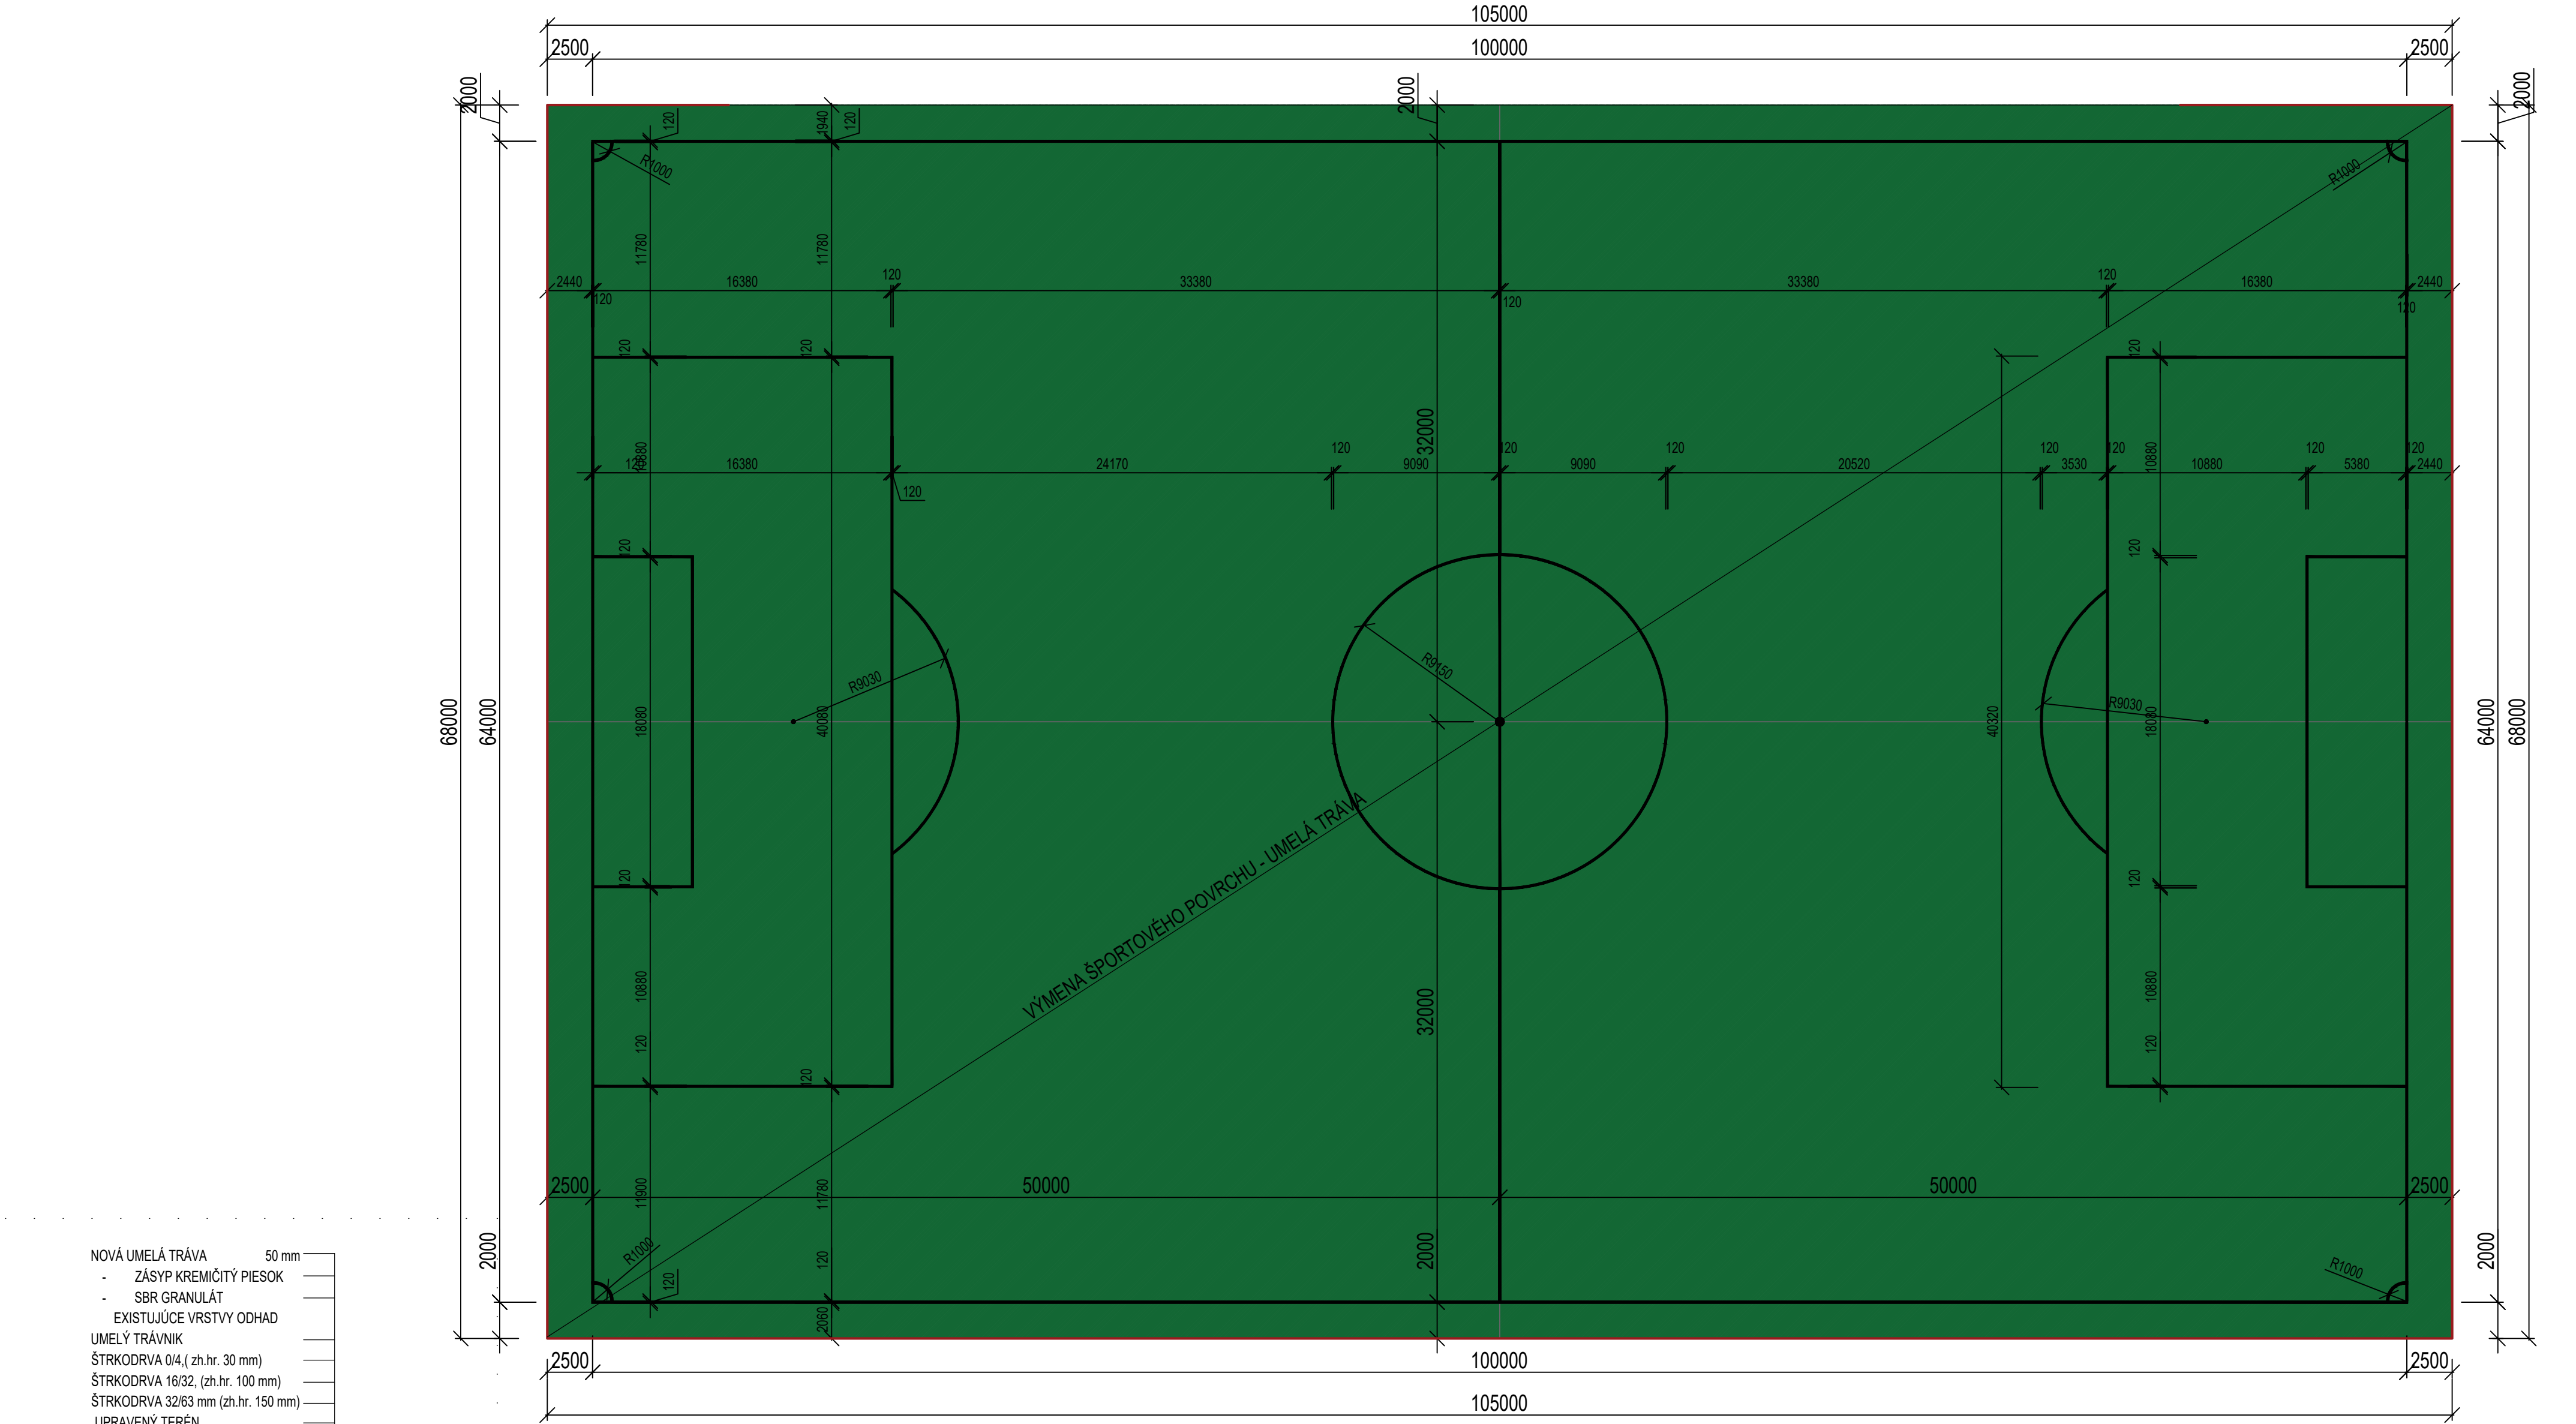 105000
2500 100000 2500
2000 2000 2000
120 1940 120
R1000 R1000
11780 11780
2440 16380 120 33380 33380 120 16380 2440
120 120 120
120 120 120
32000
120 120 120 120 120 120 120
120 10880 16380 24170 9090 9090 20520 3530 10880 10880 5380 2440
120
120 120
R9150
R9030 R9030
68000 64000 18080 40080 40320 18080 64000 68000
VÝMENA ŠPORTOVÉHO POVRCHU - UMELÁ TRÁVA
120 120
10880 32000 10880
120 120 120
2500 11900 11780 50000 50000 2500
2000 R1000 120 120 2000 R1000 2000
2060
NOVÁ UMELÁ TRÁVA 50 mm
- ZÁSYP KREMIČITÝ PIESOK
- SBR GRANULÁT
EXISTUJÚCE VRSTVY ODHAD
UMELÝ TRÁVNIK
ŠTRKODRVA 0/4,( zh.hr. 30 mm)
ŠTRKODRVA 16/32, (zh.hr. 100 mm)
ŠTRKODRVA 32/63 mm (zh.hr. 150 mm)
UPRAVENÝ TERÉN
2500 100000 2500
105000